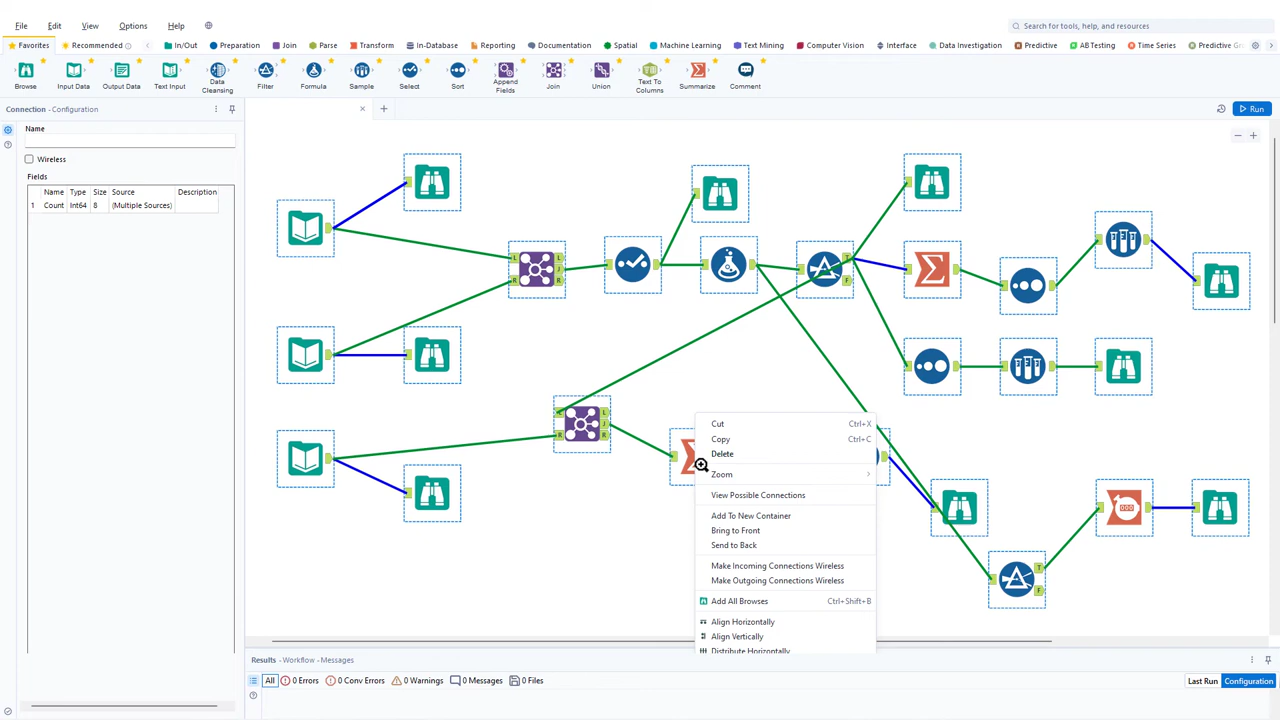 File Edit View Options Help
Search for tools, help, and resources
Favorites Recommended In/Out Preparation Join Parse Transform In-Database Reporting Documentation Spatial Machine Learning Text Mining Computer Vision Interface Data Investigation Predictive AB Testing Time Series Predictive Gr
Browse Input Data Output Data Text Input Data Cleansing Filter Formula Sample Select Sort Append Fields Join Union Text To Columns Summarize Comment
Connection - Configuration
Run
Name
Wireless
Fields
Name Type Size Source Description
1 Count Int64 8 (Multiple Sources)
L
R
L
J
R
T
F
L
R
L
J
R
T
F
Cut Ctrl+X
Copy Ctrl+C
Delete
Zoom
View Possible Connections
Add To New Container
Bring to Front
Send to Back
Make Incoming Connections Wireless
Make Outgoing Connections Wireless
Add All Browses Ctrl+Shift+B
Align Horizontally
Align Vertically
Distribute Horizontally
Results - Workflow - Messages
All 0 Errors 0 Conv Errors 0 Warnings 0 Messages 0 Files
Last Run Configuration